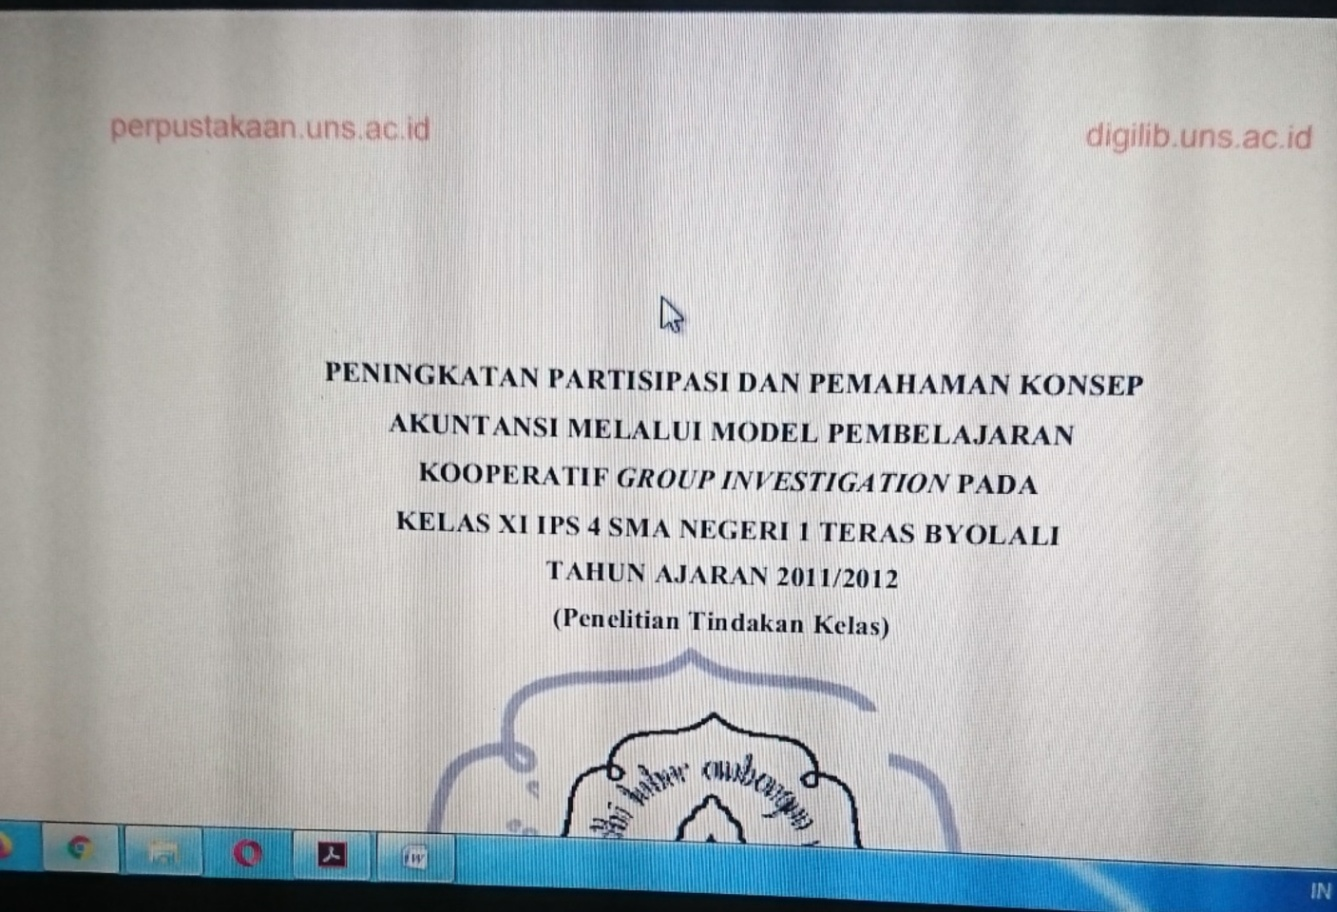 perpustakaan.uns.ac.id
digilib.uns.ac.id
PENINGKATAN PARTISIPASI DAN PEMAHAMAN KONSEP
AKUNTANSI MELALUI MODEL PEMBELAJARAN
KOOPERATIF GROUP INVESTIGATION PADA
KELAS XI IPS 4 SMA NEGERI 1 TERAS BYOLALI
TAHUN AJARAN 2011/2012
(Penelitian Tindakan Kelas)
IN